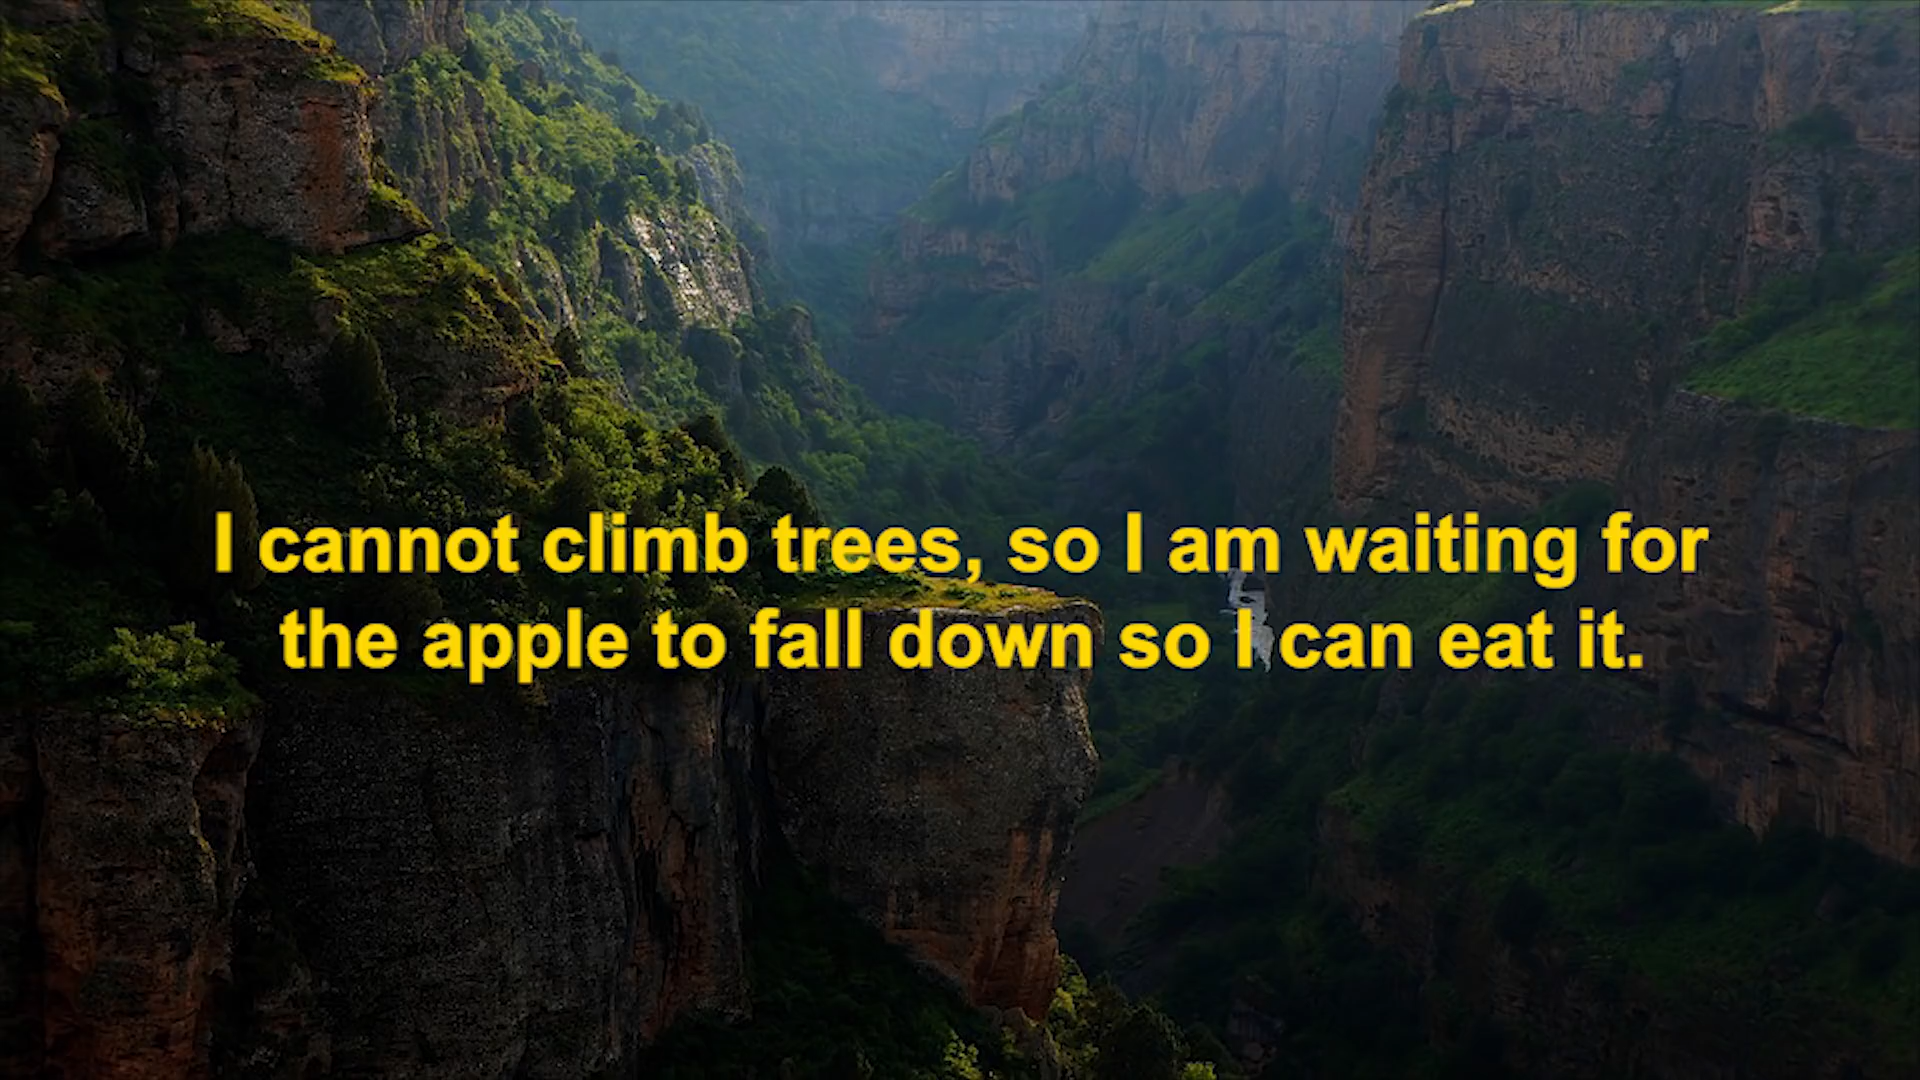 I cannot climb trees, so I am waiting for
the apple to fall down so I can eat it.